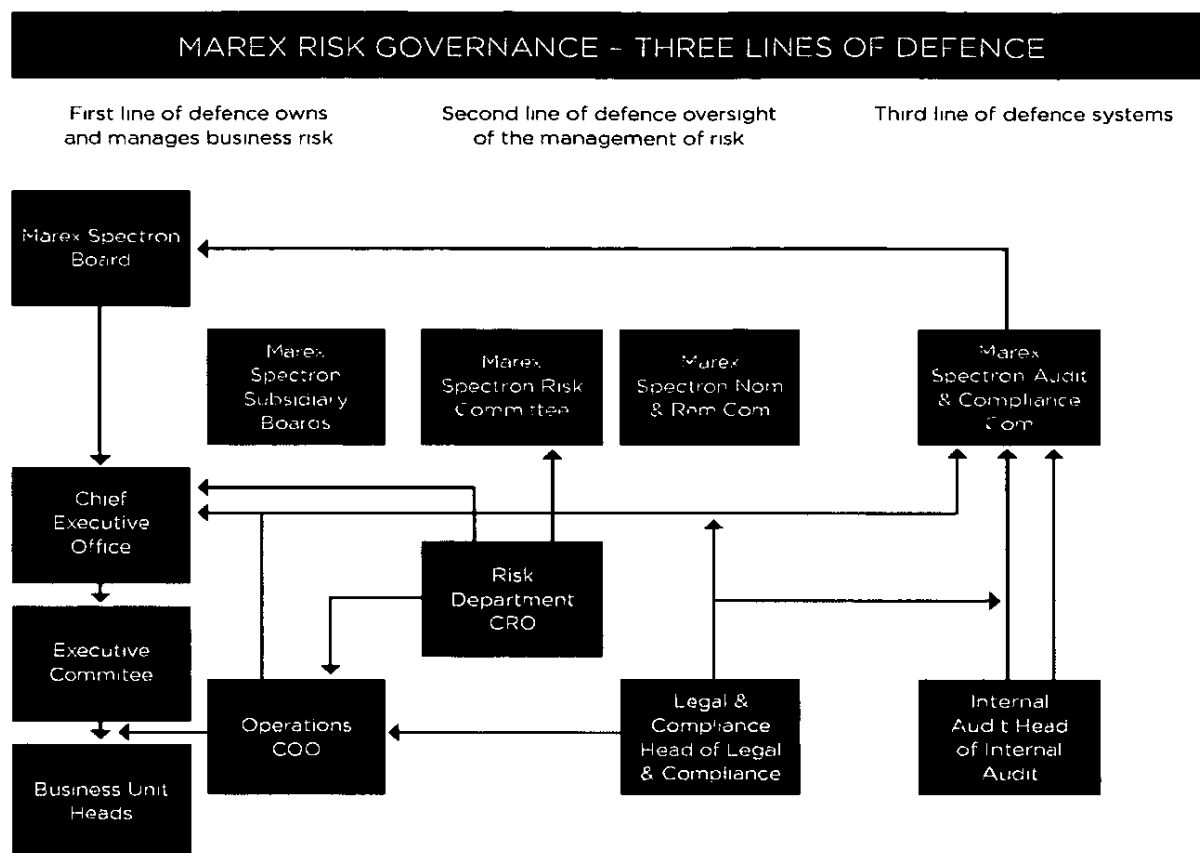 MAREX RISK GOVERNANCE – THREE LINES OF DEFENCE
First line of defence owns
and manages business risk
Second line of defence oversight
of the management of risk
Third line of defence systems
Marex Spectron
Board
Marex
Spectron
Subsidiary
Boards
Marex
Spectron Risk
Committee
Marex
Spectron Nom
& Rem Com
Marex
Spectron Audit
& Compliance
Com
Chief
Executive
Office
Risk
Department
CRO
Executive
Commitee
Operations
COO
Legal &
Compliance
Head of Legal
& Compliance
Internal
Audit Head
of Internal
Audit
Business Unit
Heads